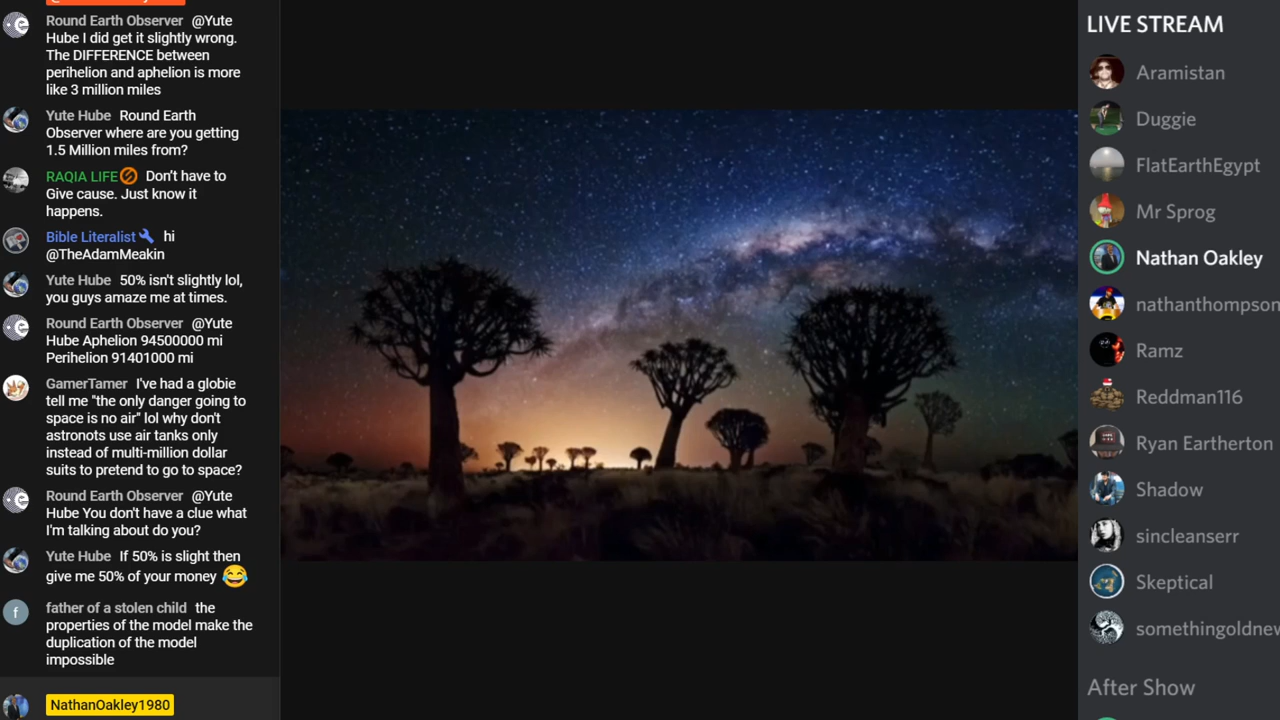 Round Earth Observer @Yute
Hube I did get it slightly wrong.
The DIFFERENCE between
perihelion and aphelion is more
like 3 million miles
Yute Hube Round Earth
Observer where are you getting
1.5 Million miles from?
RAQIA LIFE Don't have to
Give cause. Just know it
happens.
Bible Literalist hi
@TheAdamMeakin
Yute Hube 50% isn't slightly lol,
you guys amaze me at times.
Round Earth Observer @Yute
Hube Aphelion 94500000 mi
Perihelion 91401000 mi
GamerTamer I've had a globie
tell me "the only danger going to
space is no air" lol why don't
astronots use air tanks only
instead of multi-million dollar
suits to pretend to go to space?
Round Earth Observer @Yute
Hube You don't have a clue what
I'm talking about do you?
Yute Hube If 50% is slight then
give me 50% of your money 😂
f
father of a stolen child the
properties of the model make the
duplication of the model
impossible
NathanOakley1980
LIVE STREAM
Aramistan
Duggie
FlatEarthEgypt
Mr Sprog
Nathan Oakley
nathanthompson
Ramz
Reddman116
Ryan Eartherton
Shadow
sincleanserr
Skeptical
somethingoldnew
After Show